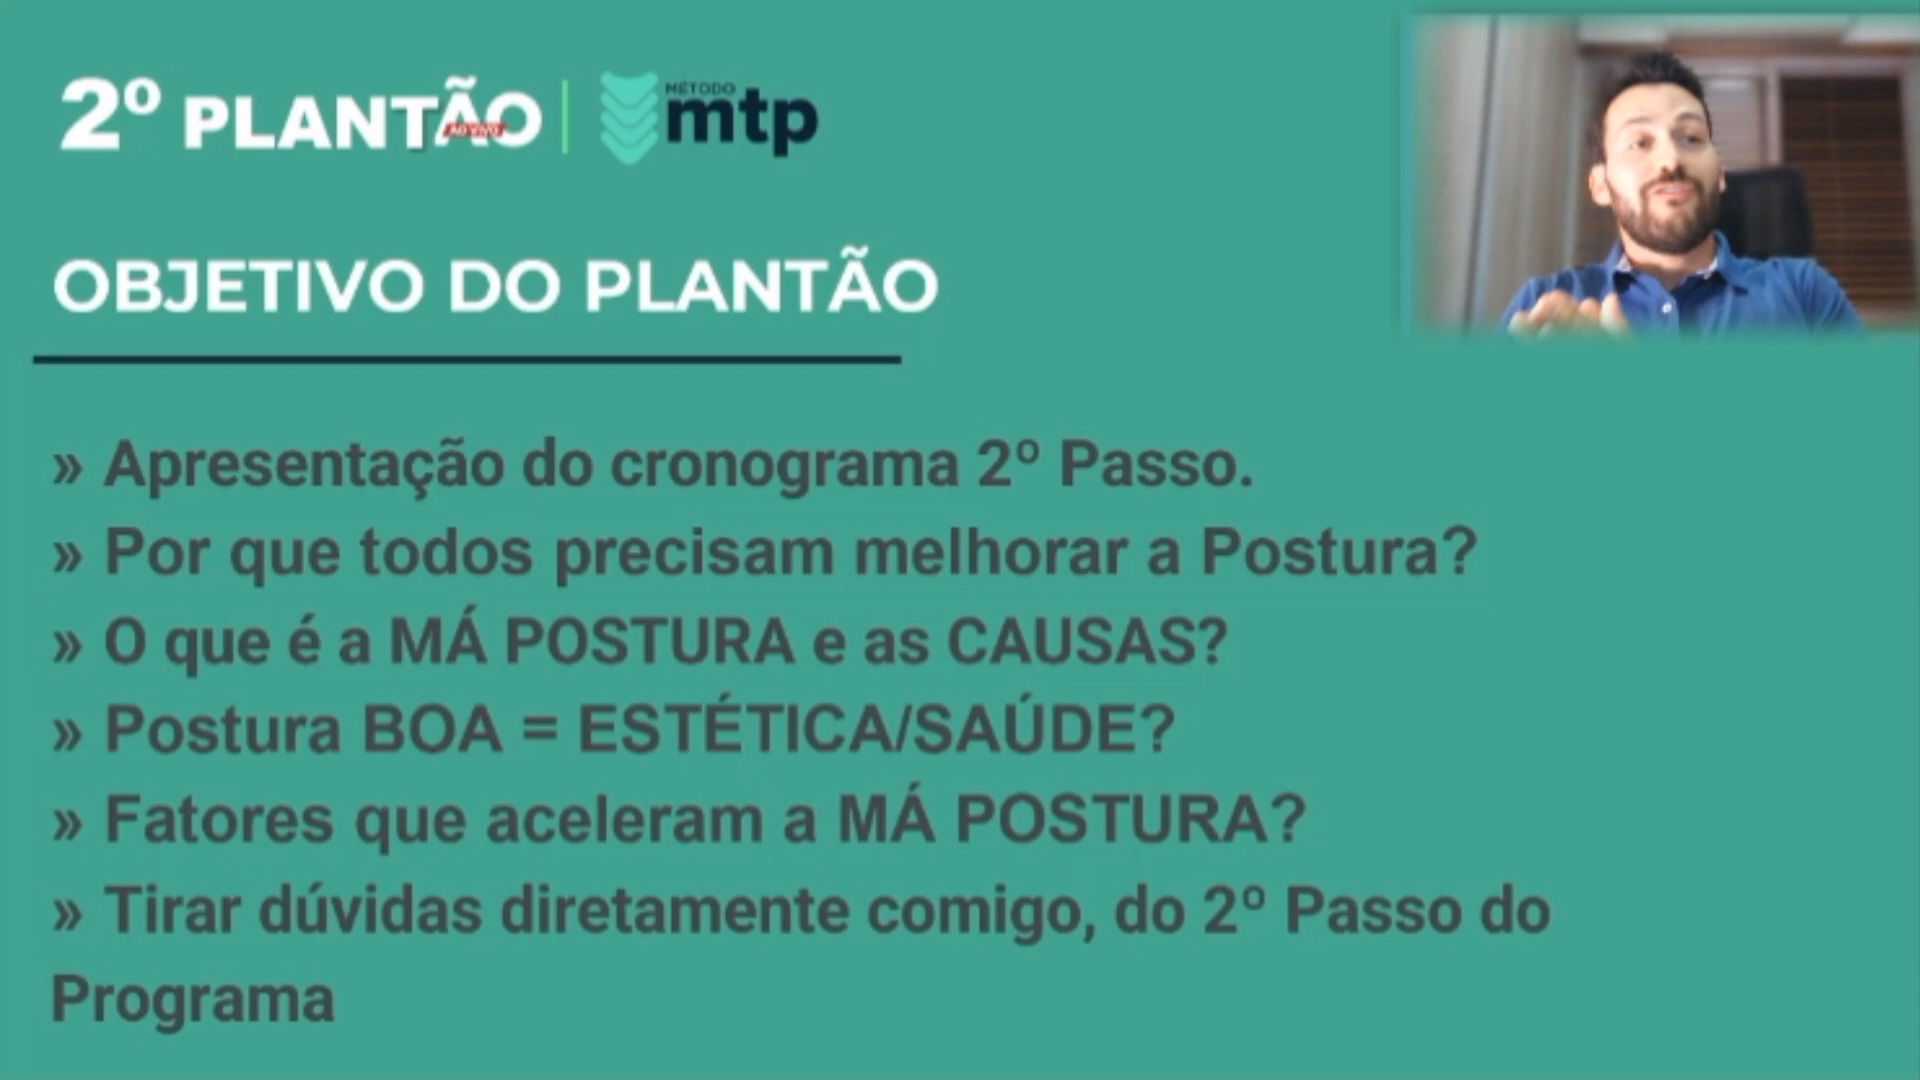 2º PLANTÃO
AO VIVO
MÉTODO
mtp
OBJETIVO DO PLANTÃO
» Apresentação do cronograma 2º Passo.
» Por que todos precisam melhorar a Postura?
» O que é a MÁ POSTURA e as CAUSAS?
» Postura BOA = ESTÉTICA/SAÚDE?
» Fatores que aceleram a MÁ POSTURA?
» Tirar dúvidas diretamente comigo, do 2º Passo do
Programa